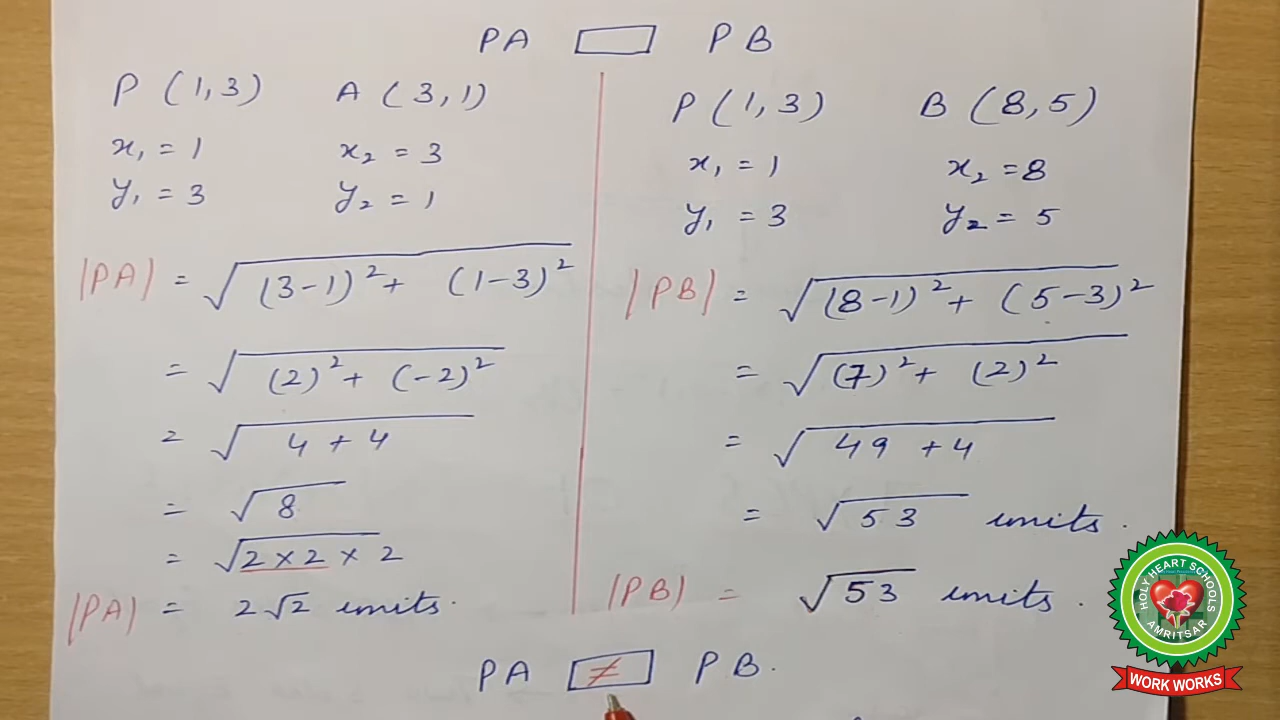 PA □ PB
P (1,3) A (3,1)
x₁ = 1 x₂ = 3
y₁ = 3 y₂ = 1
|PA| = √((3-1)² + (1-3)²)
= √((2)² + (-2)²)
= √(4+4)
= √8
= √(2×2×2)
|PA| = 2√2 units.
P (1,3) B (8,5)
x₁ = 1 x₂ = 8
y₁ = 3 y₂ = 5
|PB| = √((8-1)² + (5-3)²)
= √((7)² + (2)²)
= √(49+4)
= √53 units.
|PB| = √53 units.
PA ≠ PB.
HOLY HEART SCHOOLS
AMRITSAR
WORK WORKS